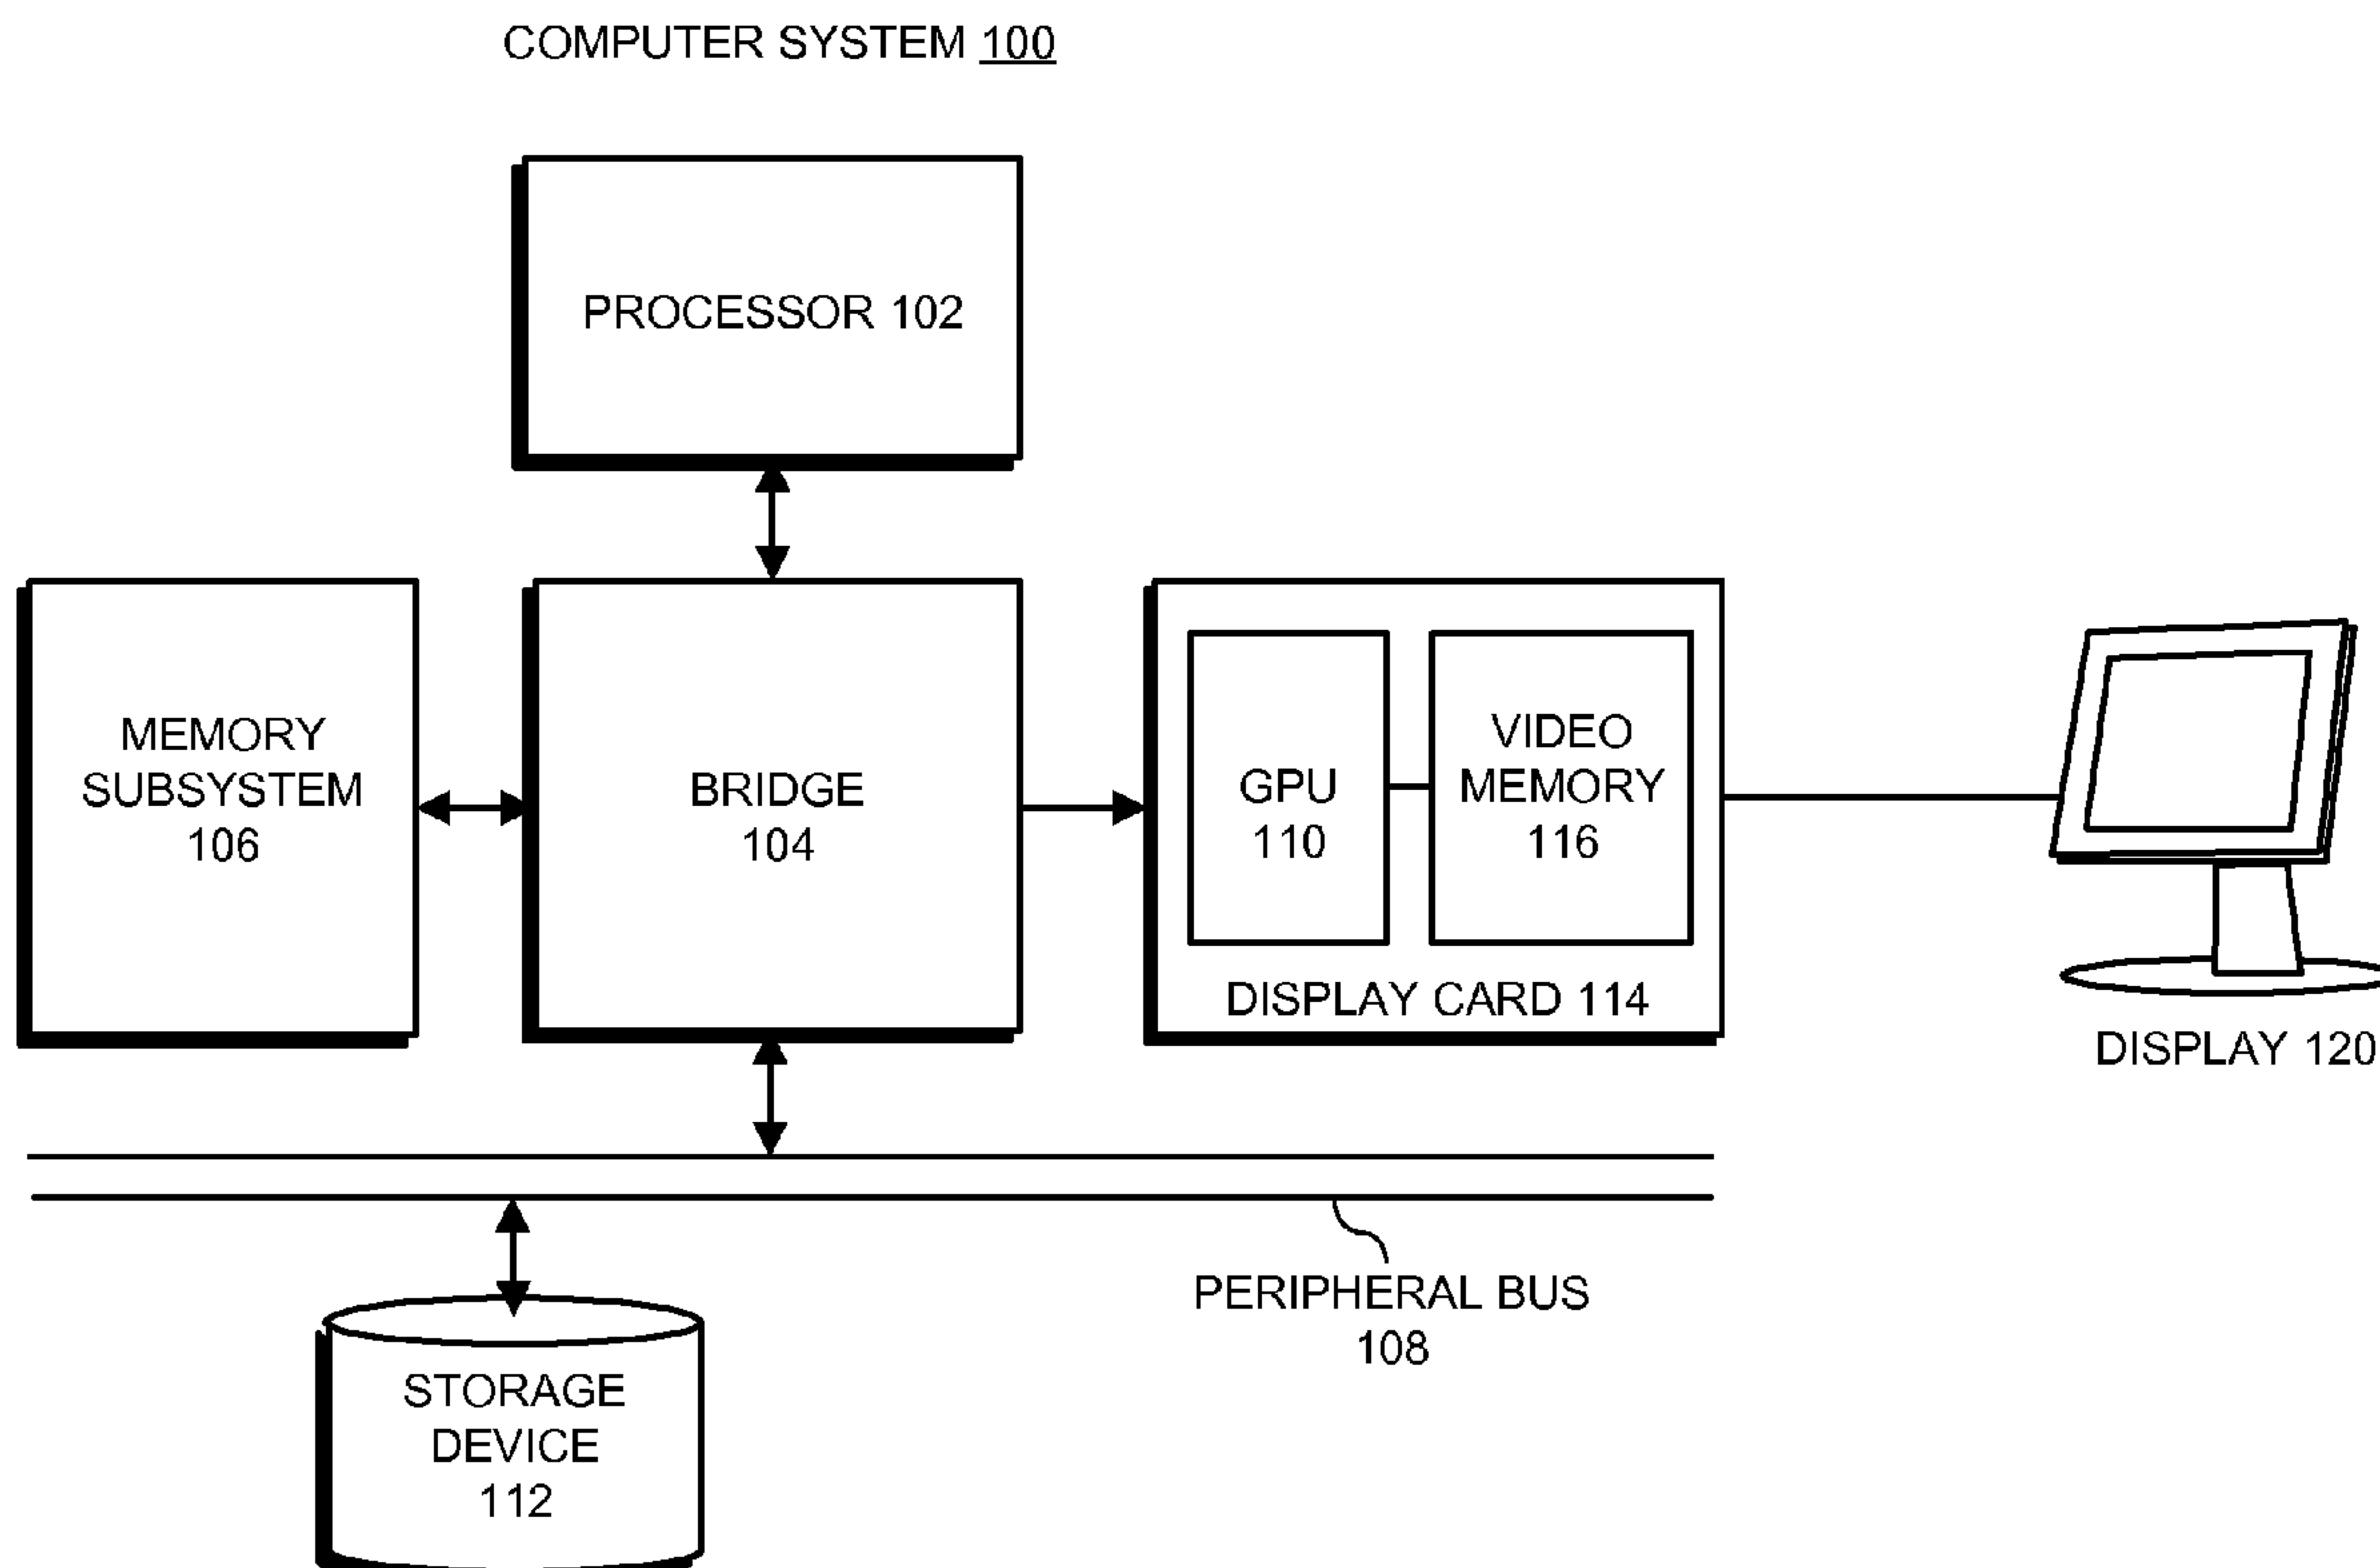 COMPUTER SYSTEM 100
PROCESSOR 102
MEMORY
SUBSYSTEM
106
BRIDGE
104
GPU
110
VIDEO
MEMORY
116
DISPLAY CARD 114
DISPLAY 120
PERIPHERAL BUS
108
STORAGE
DEVICE
112